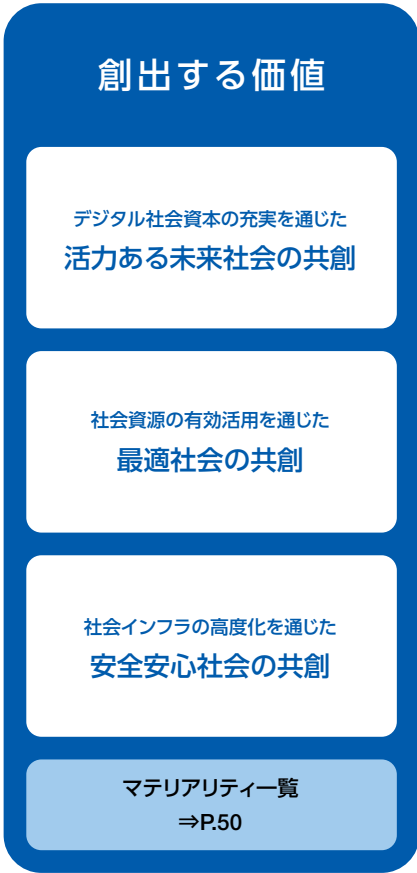 創出する価値
デジタル社会資本の充実を通じた
活力ある未来社会の共創
社会資源の有効活用を通じた
最適社会の共創
社会インフラの高度化を通じた
安全安心社会の共創
マテリアリティ一覧
⇒P.50